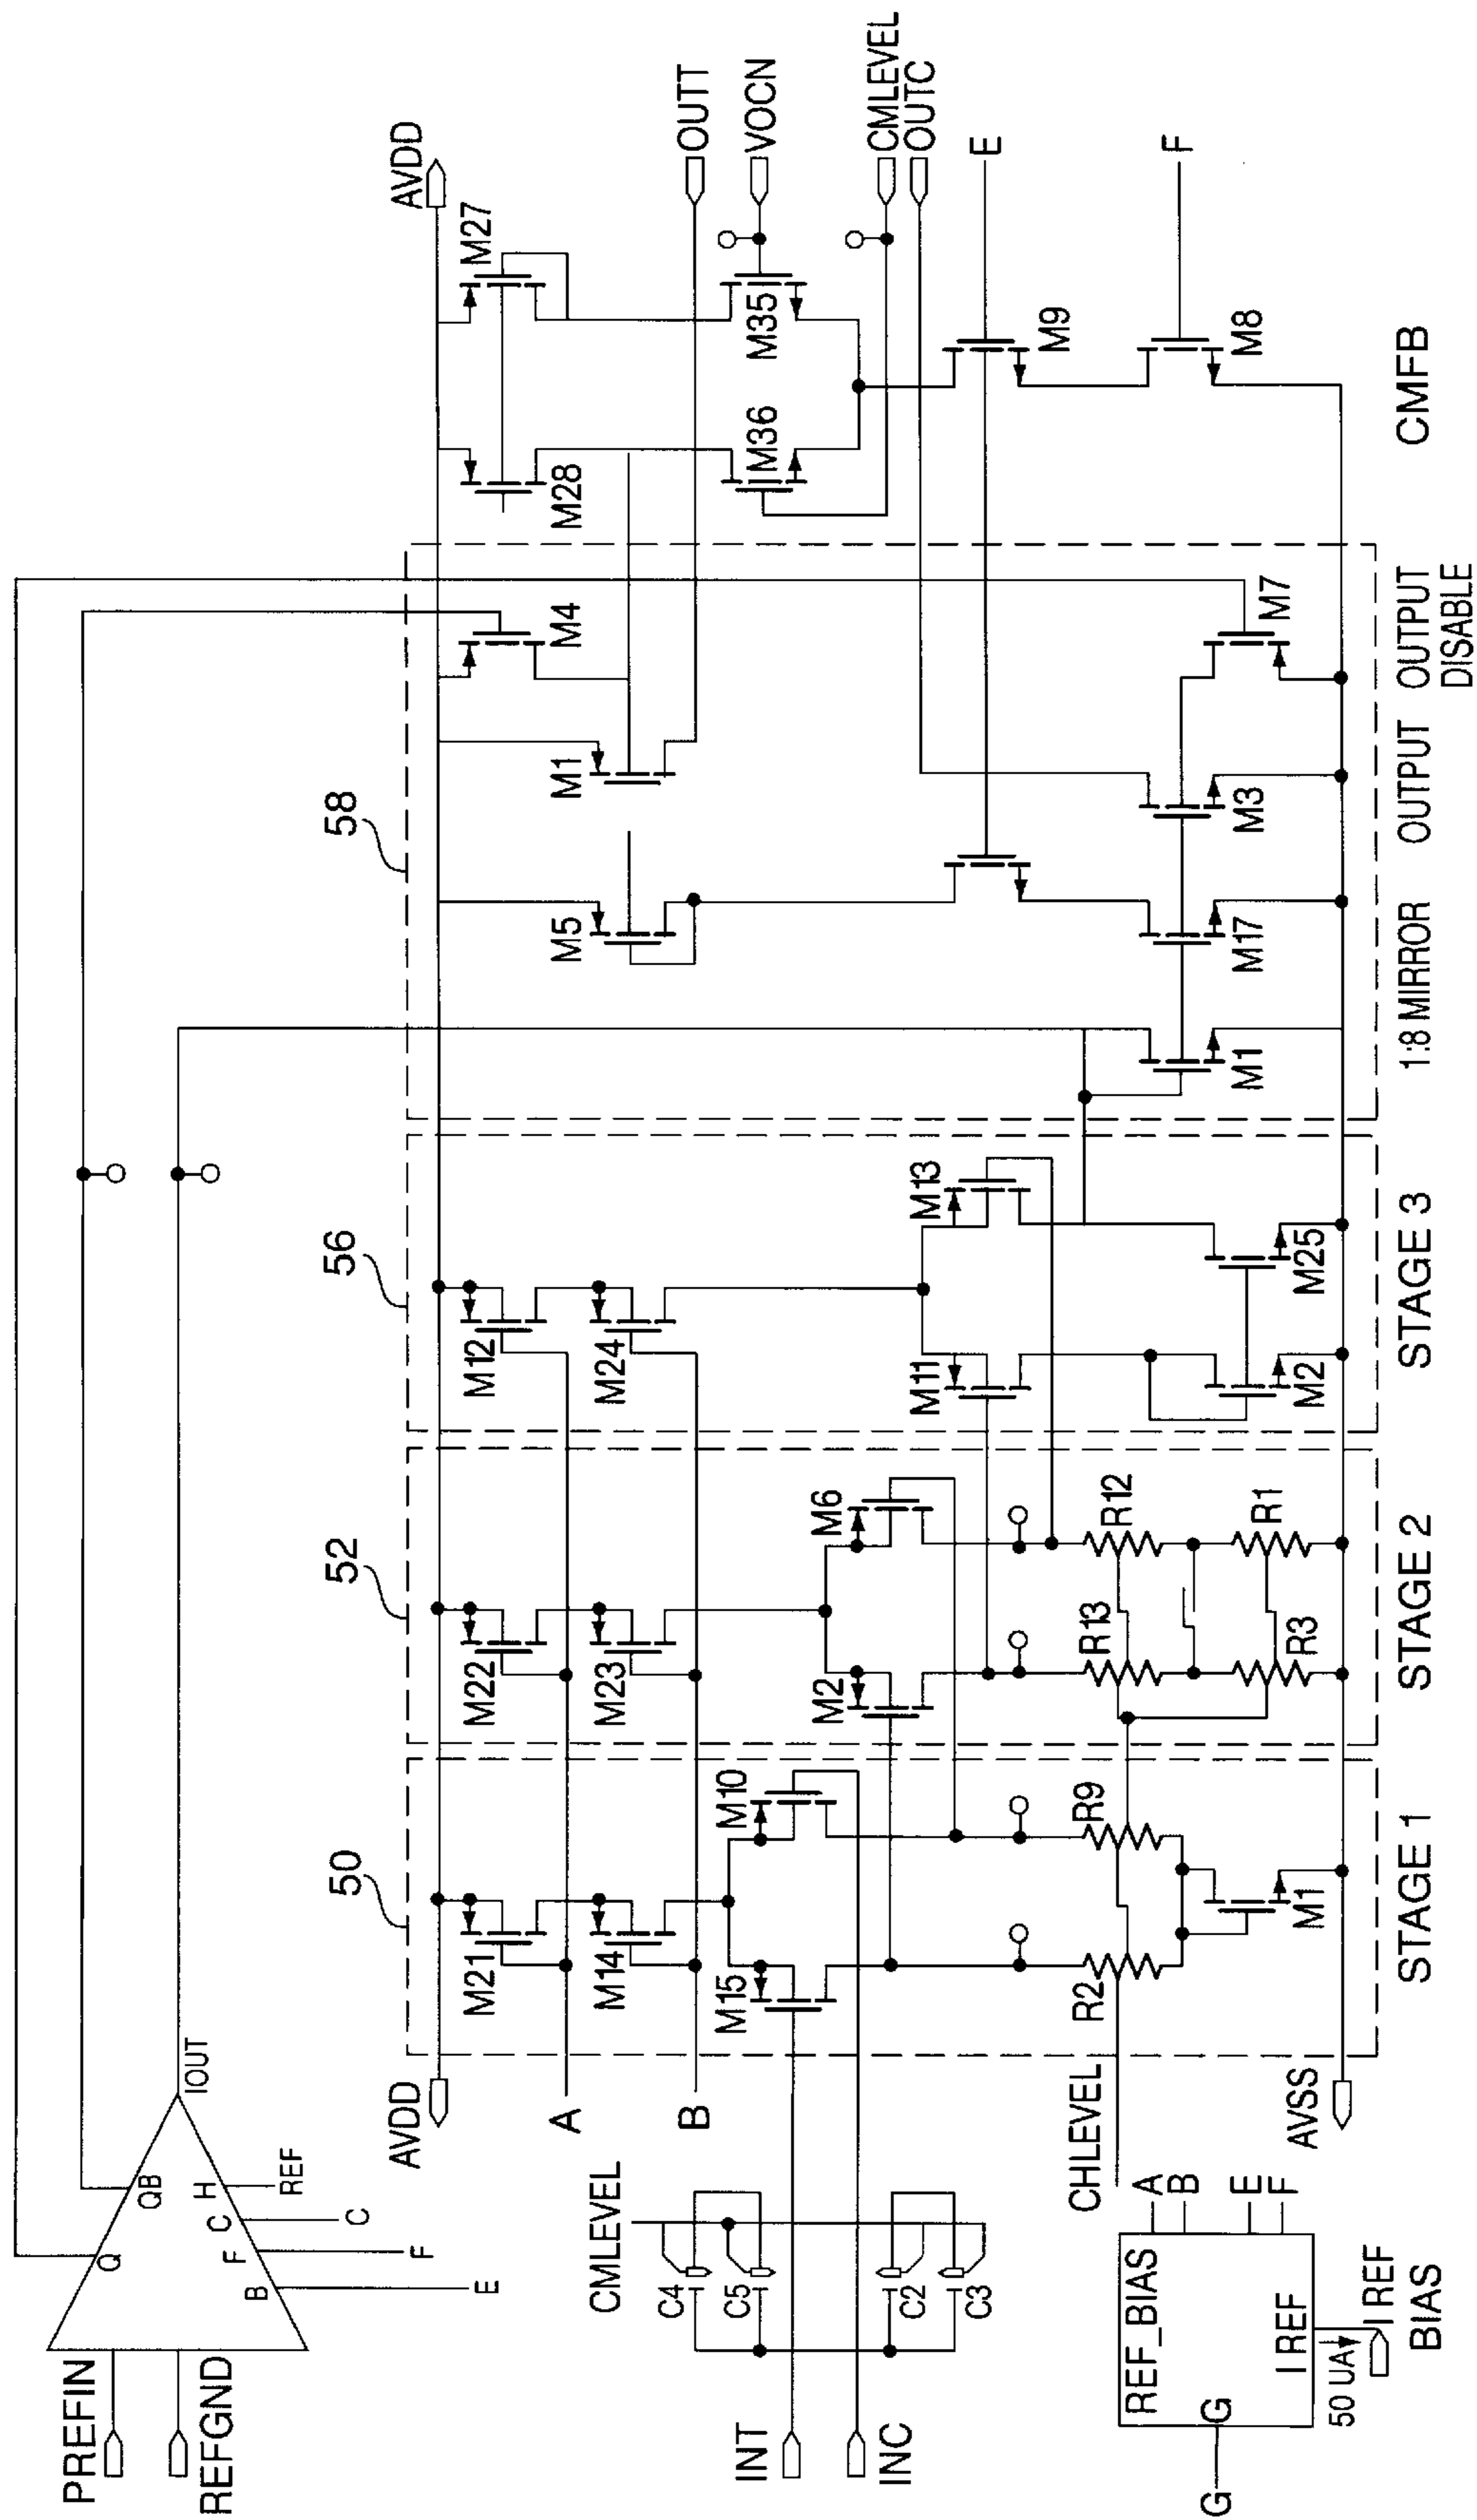 PREFIN
REFGND
Q
QB
IOUT
B
F
C
H
E
F
C
REF
AVDD
A
B
CMLEVEL
C4
C5
C2
C3
INT
INC
CHLEVEL
AVSS
G
REF_BIAS
G
IREF
A
B
E
F
50 UA
IREF
BIAS
50
M21
M14
M15
M10
R2
R9
M1
STAGE 1
52
M22
M23
M2
M6
R13
R12
R3
R1
STAGE 2
56
M12
M24
M11
M13
M2
M25
STAGE 3
58
M5
M1
M4
M1
M17
M3
M7
1:8 MIRROR
OUTPUT
OUTPUT
DISABLE
M28
M27
M36
M35
M9
M8
CMFB
AVDD
OUTT
VOCN
CMLEVEL
OUTC
E
F